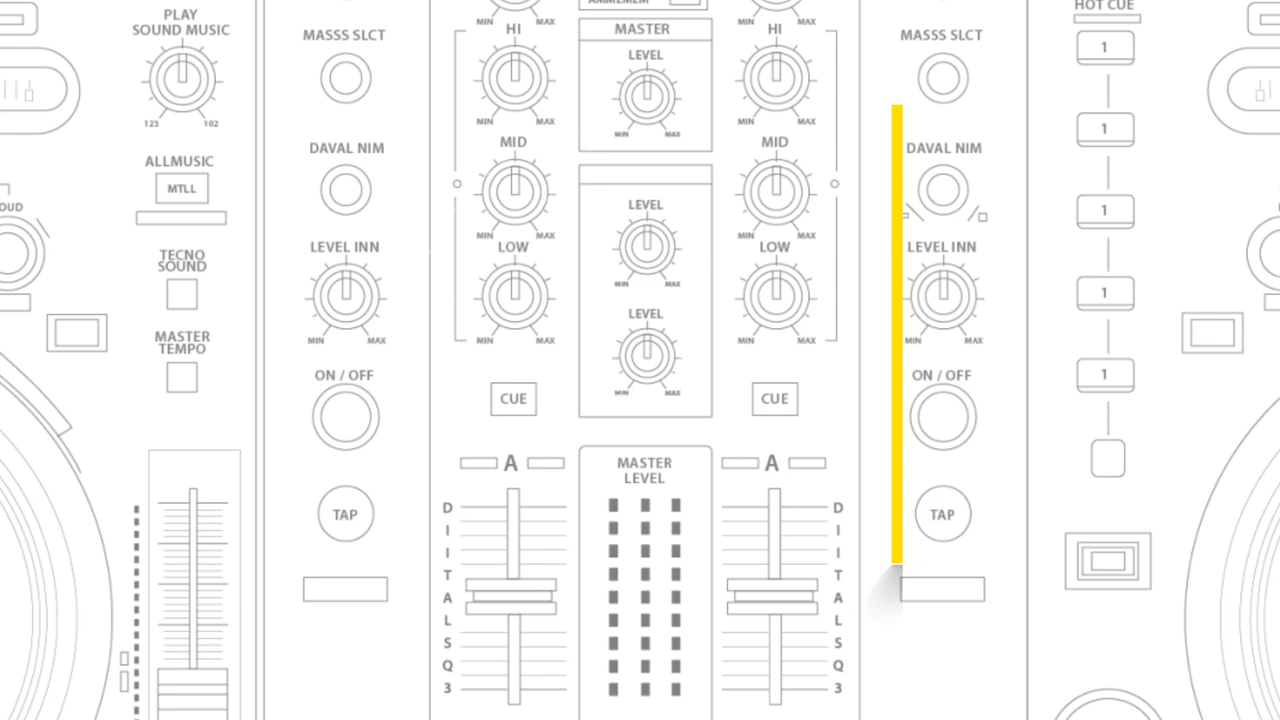 PLAY
SOUND MUSIC
123 102
ALLMUSIC
MTLL
OUD
TECNO
SOUND
MASTER
TEMPO
MASSS SLCT
DAVAL NIM
LEVEL INN
MIN MAX
ON / OFF
TAP
MIN MAX
HI
MIN MAX
MID
MIN MAX
LOW
MIN MAX
CUE
A
D
I
I
T
A
L
S
Q
3
MASTER
LEVEL
MIN MAX
LEVEL
MIN MAX
LEVEL
MIN MAX
MASTER
LEVEL
MIN MAX
HI
MIN MAX
MID
MIN MAX
LOW
MIN MAX
CUE
A
D
I
I
T
A
L
S
Q
3
MASSS SLCT
DAVAL NIM
LEVEL INN
MIN MAX
ON / OFF
TAP
HOT CUE
1
1
1
1
1